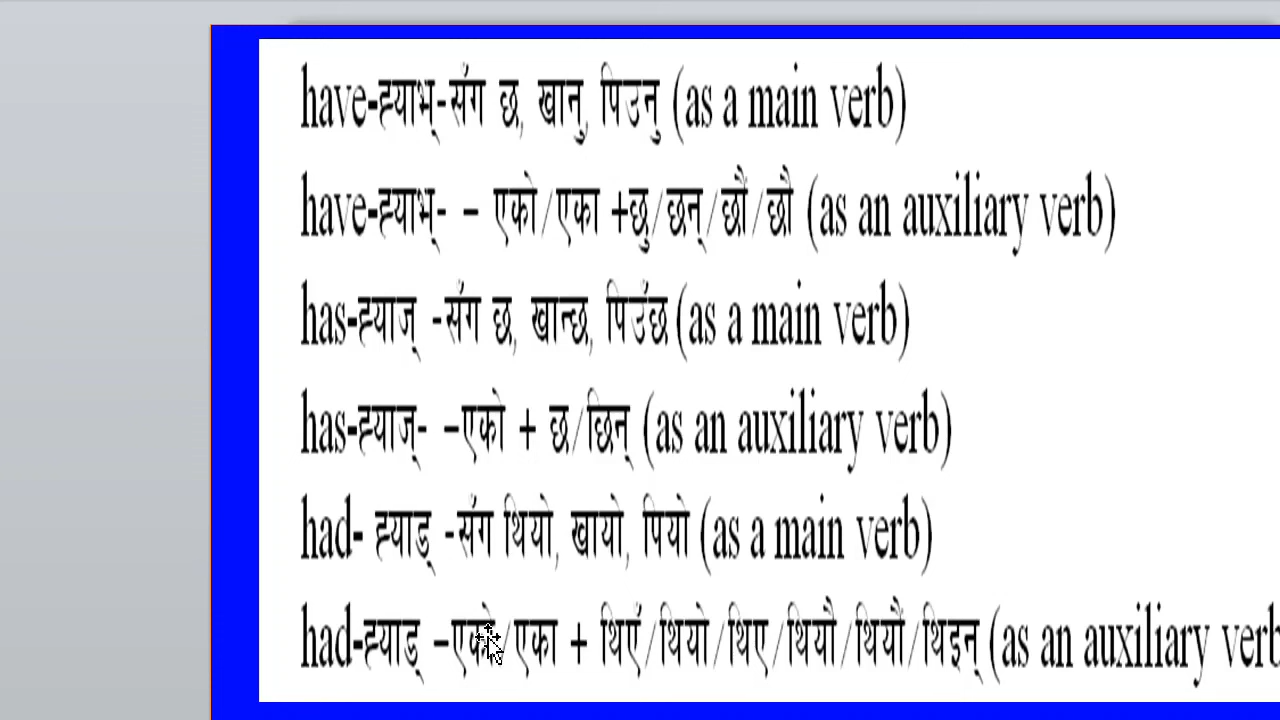 have-ह्याभ्-सँग छ, खानु, पिउनु (as a main verb)
have-ह्याभ्- – एको/एका +छु/छन्/छौं/छौ (as an auxiliary verb)
has-ह्याज् -सँग छ, खान्छ, पिउँछ (as a main verb)
has-ह्याज्- –एको + छ/छिन् (as an auxiliary verb)
had- ह्याड् -सँग थियो, खायो, पियो (as a main verb)
had-ह्याड् –एको/एका + थिएँ/थियो/थिए/थियौ/थियौं/थिइन् (as an auxiliary verb